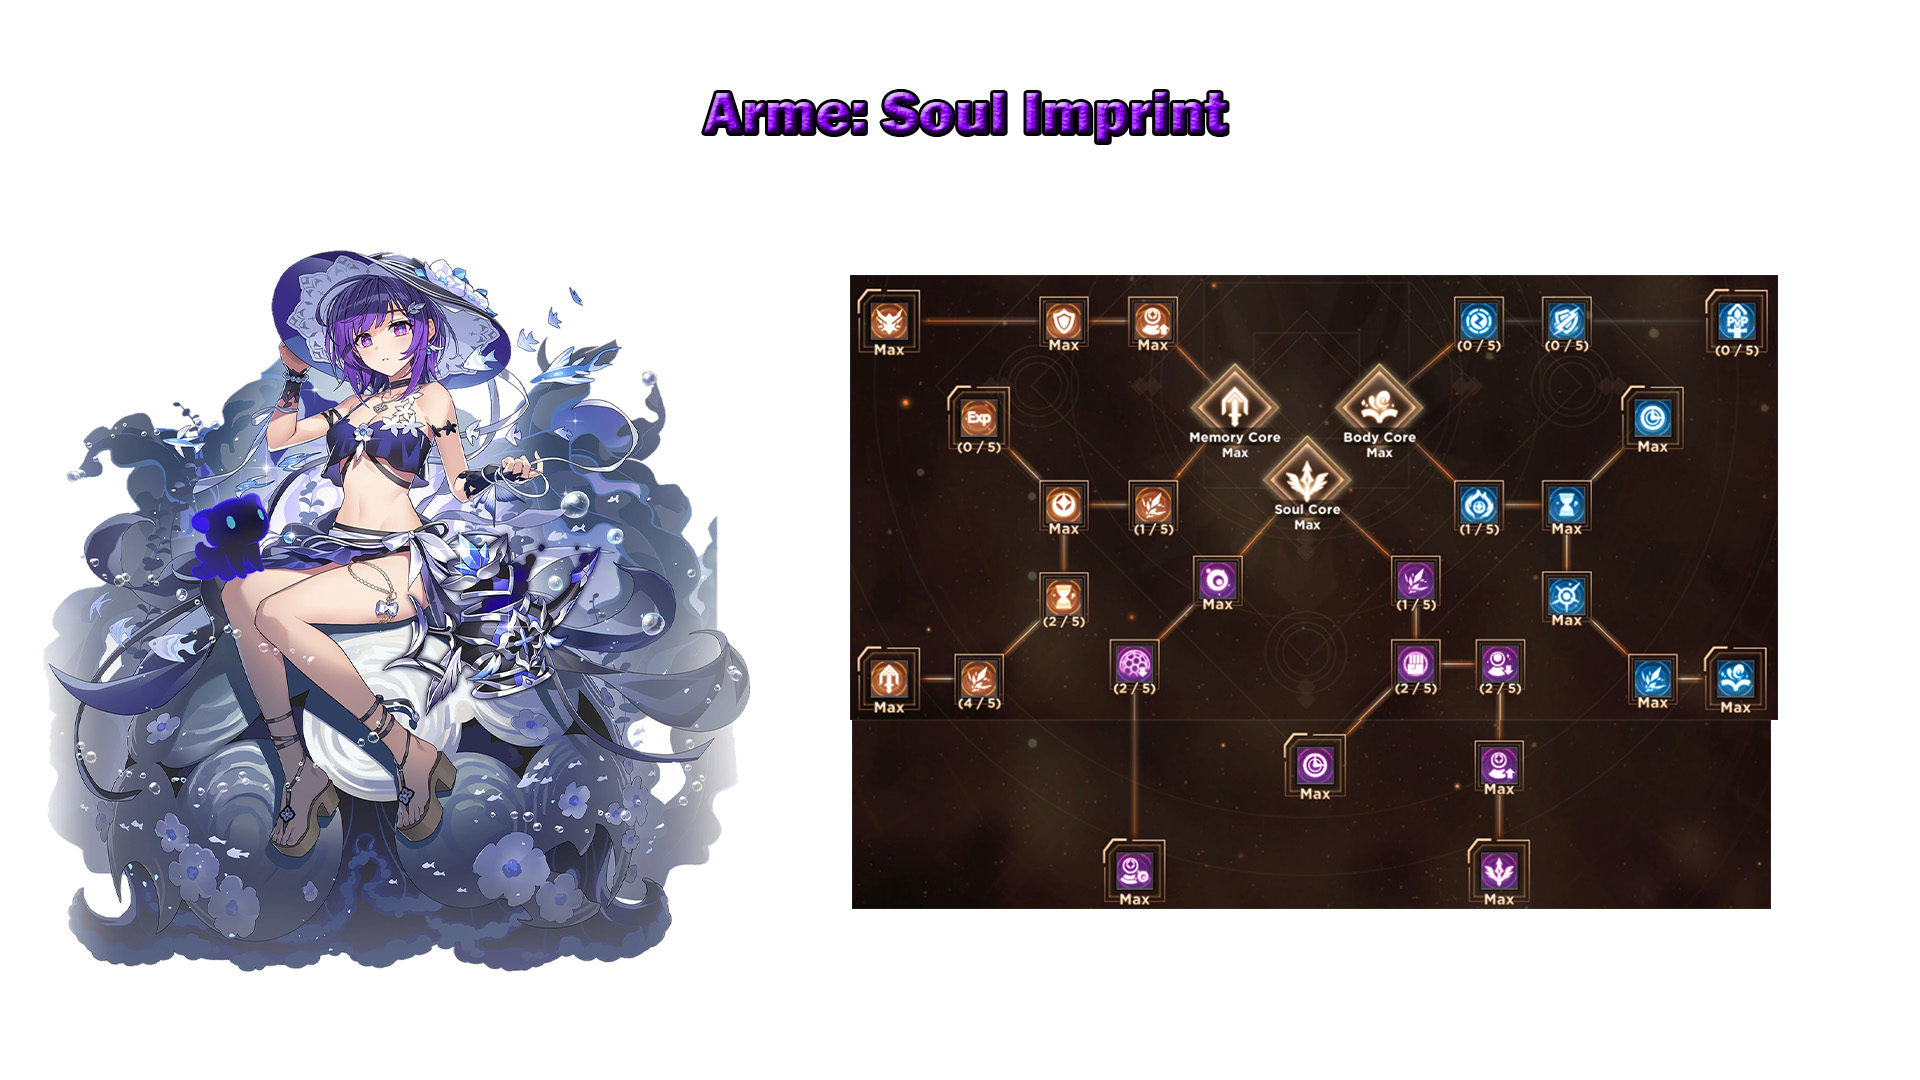 Arme: Soul Imprint
Max
Max
Max
(0 / 5)
(0 / 5)
PVP
(0 / 5)
Exp
(0 / 5)
Memory Core
Max
Body Core
Max
Max
Soul Core
Max
Max
(1 / 5)
(1 / 5)
Max
(2 / 5)
Max
(1 / 5)
Max
Max
(4 / 5)
(2 / 5)
(2 / 5)
(2 / 5)
Max
Max
Max
Max
Max
Max